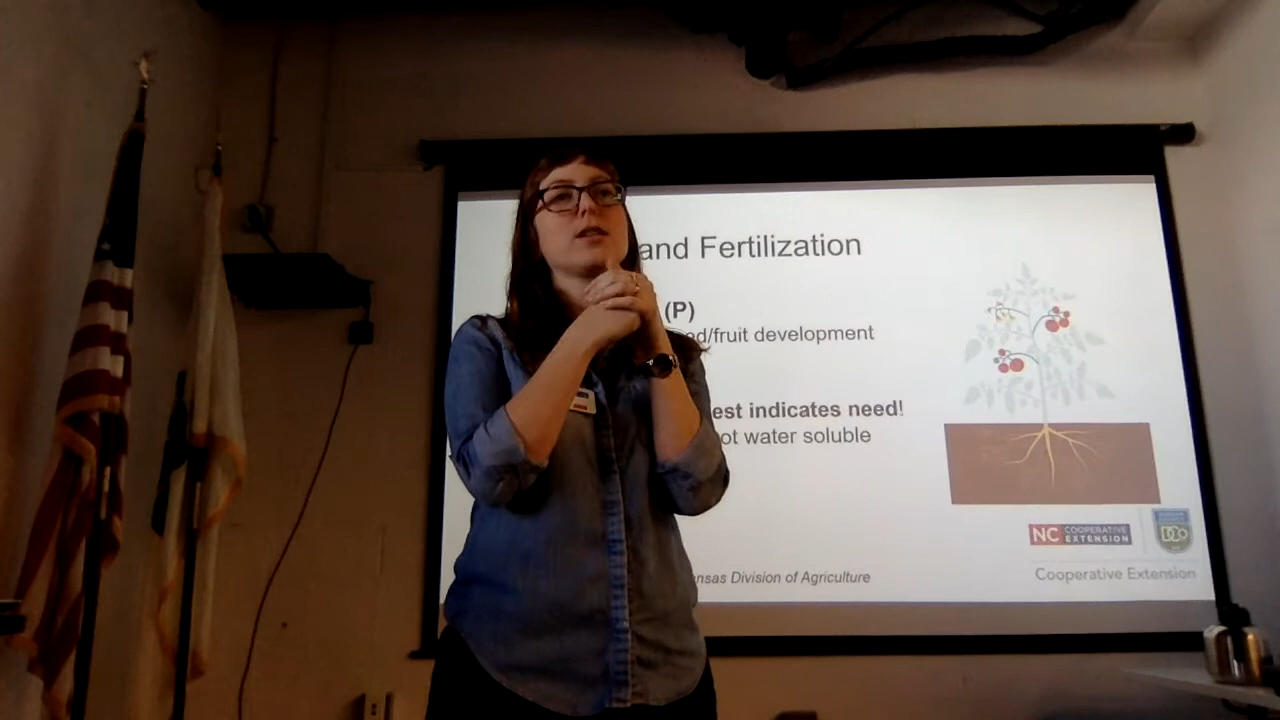 and Fertilization
(P)
ed/fruit development
est indicates need!
ot water soluble
NC COOPERATIVE
EXTENSION
DCO
Cooperative Extension
nsas Division of Agriculture